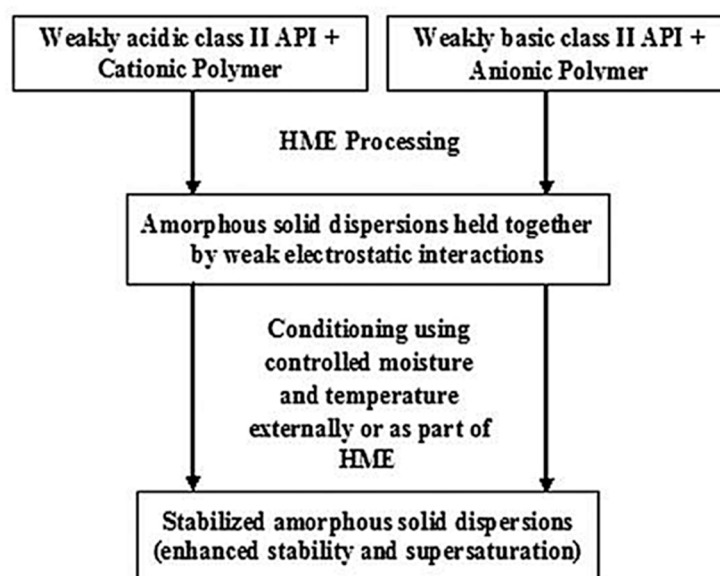 Weakly acidic class II API +
Cationic Polymer
Weakly basic class II API +
Anionic Polymer
HME Processing
Amorphous solid dispersions held together
by weak electrostatic interactions
Conditioning using
controlled moisture
and temperature
externally or as part of
HME
Stabilized amorphous solid dispersions
(enhanced stability and supersaturation)